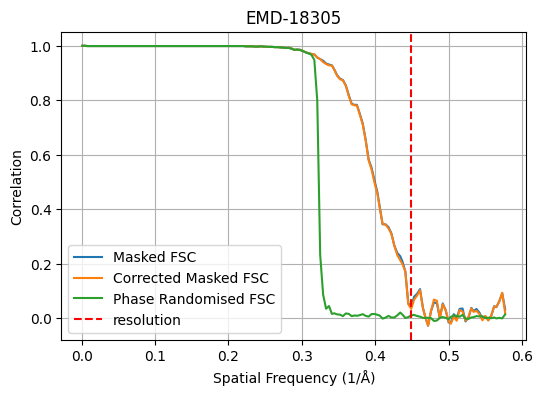 EMD-18305
1.0
0.8
0.6
0.4
0.2
0.0
Correlation
Masked FSC
Corrected Masked FSC
Phase Randomised FSC
resolution
0.0 0.1 0.2 0.3 0.4 0.5 0.6
Spatial Frequency (1/Å)